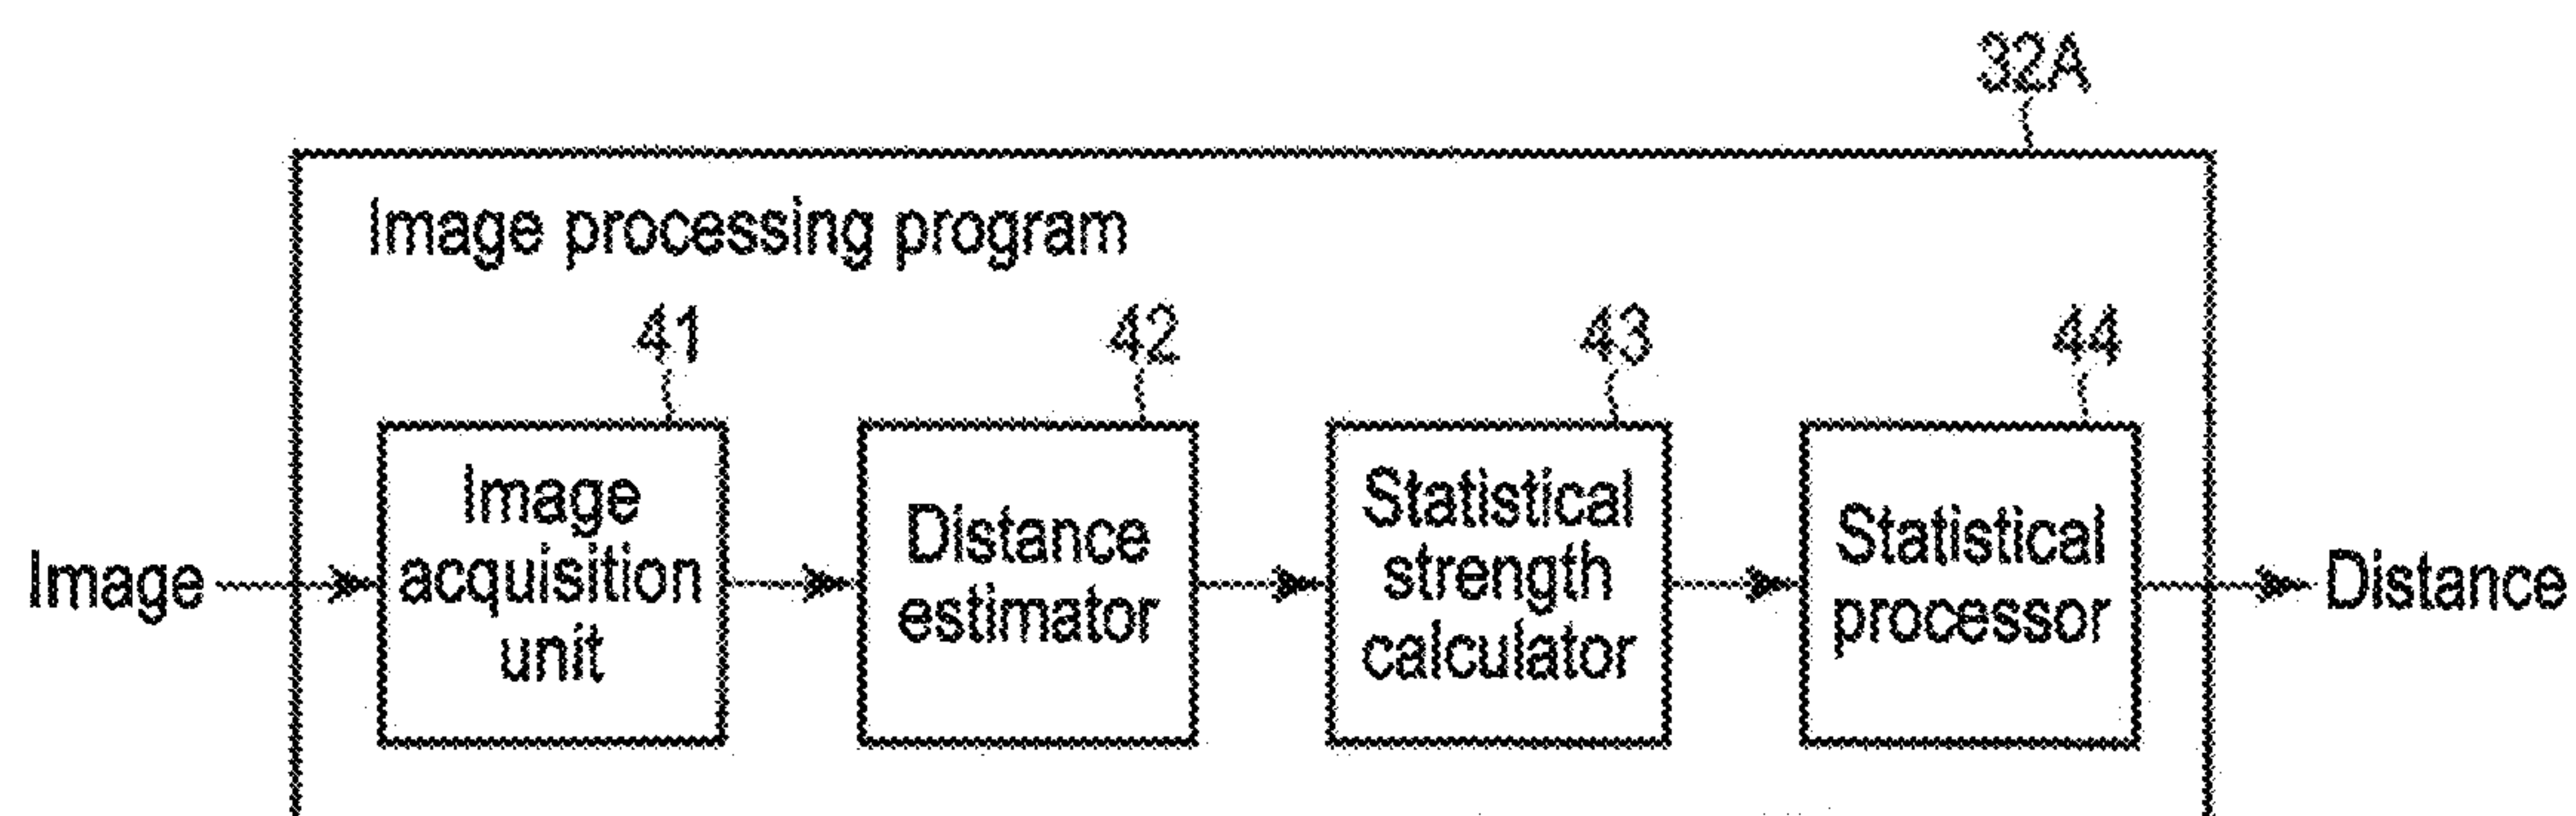 32A
Image processing program
41
42
43
44
Image
Image
acquisition
unit
Distance
estimator
Statistical
strength
calculator
Statistical
processor
Distance